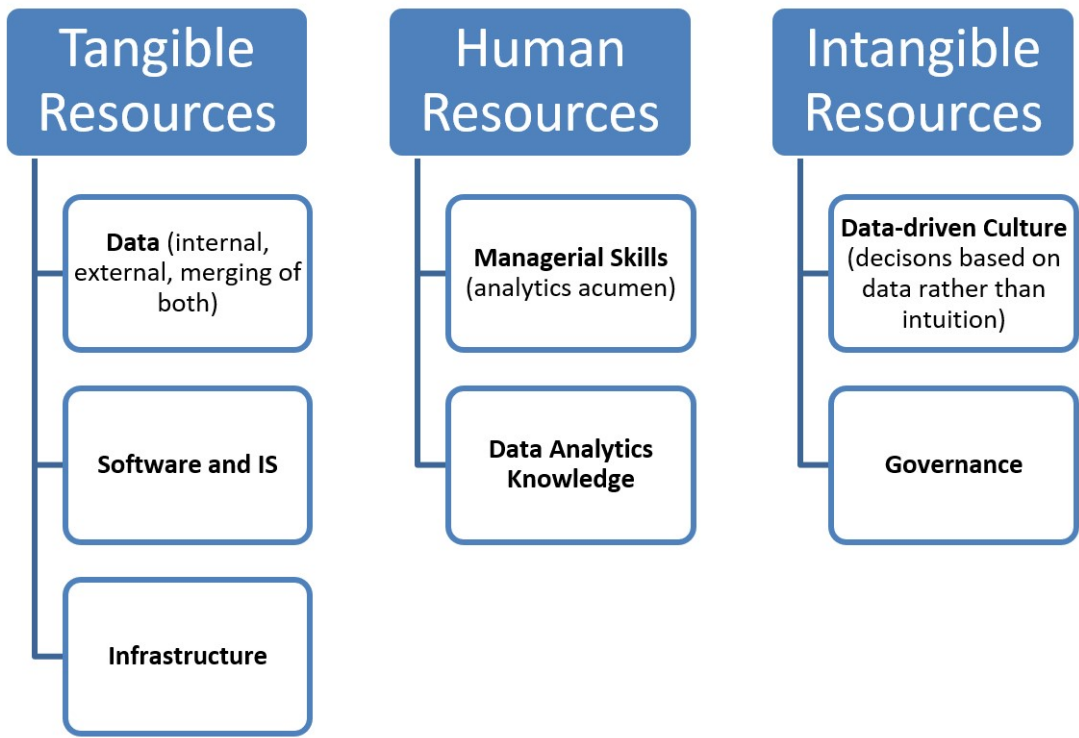 Tangible
Resources
Data (internal,
external, merging of
both)
Software and IS
Infrastructure
Human
Resources
Managerial Skills
(analytics acumen)
Data Analytics
Knowledge
Intangible
Resources
Data-driven Culture
(decisons based on
data rather than
intuition)
Governance